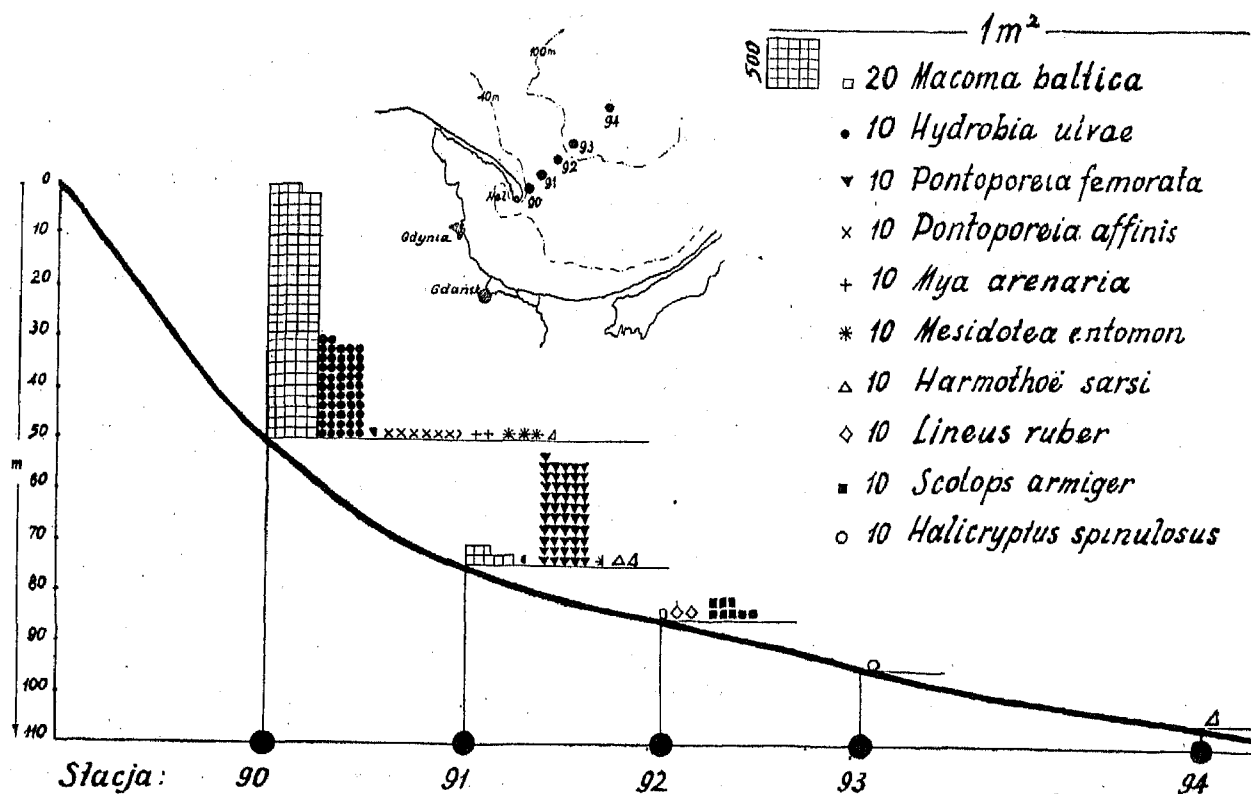 1m²
500
□ 20 Macoma baltica
• 10 Hydrobia ulvae
▼ 10 Pontoporeia femorata
× 10 Pontoporeia affinis
+ 10 Mya arenaria
✳ 10 Mesidotea entomon
△ 10 Harmothoë sarsi
◇ 10 Lineus ruber
■ 10 Scolops armiger
○ 10 Halicryptus spinulosus
100m
40m
94
93
92
91
90
Hel
Gdynia
Gdańsk
0
10
20
30
40
50
m
60
70
80
90
100
110
Stacja: 90 91 92 93 94